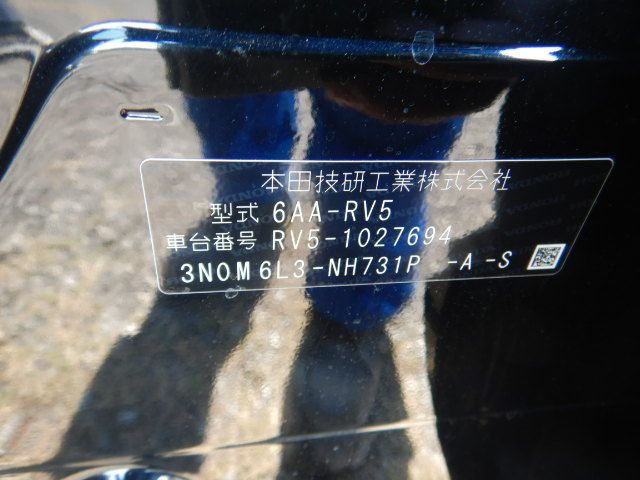 本田技研工業株式会社
型式 6AA-RV5
車台番号 RV5-1027694
3N0M6L3-NH731P -A -S